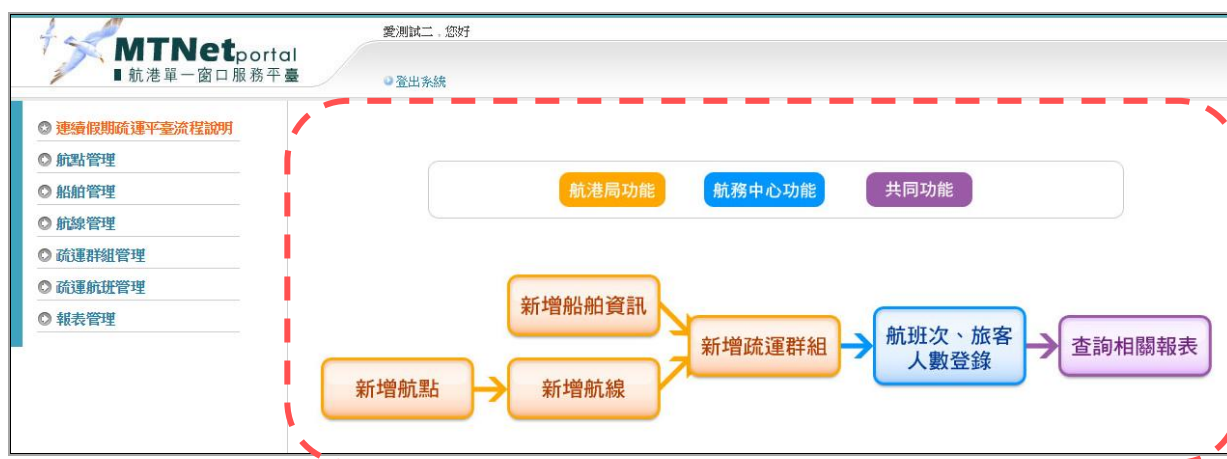 愛測試二，您好
MTNetportal
航港單一窗口服務平臺
登出系統
連續假期疏運平臺流程說明
航點管理
船舶管理
航線管理
疏運群組管理
疏運航班管理
報表管理
航港局功能
航務中心功能
共同功能
新增船舶資訊
新增疏運群組
航班次、旅客
人數登錄
查詢相關報表
新增航點
新增航線